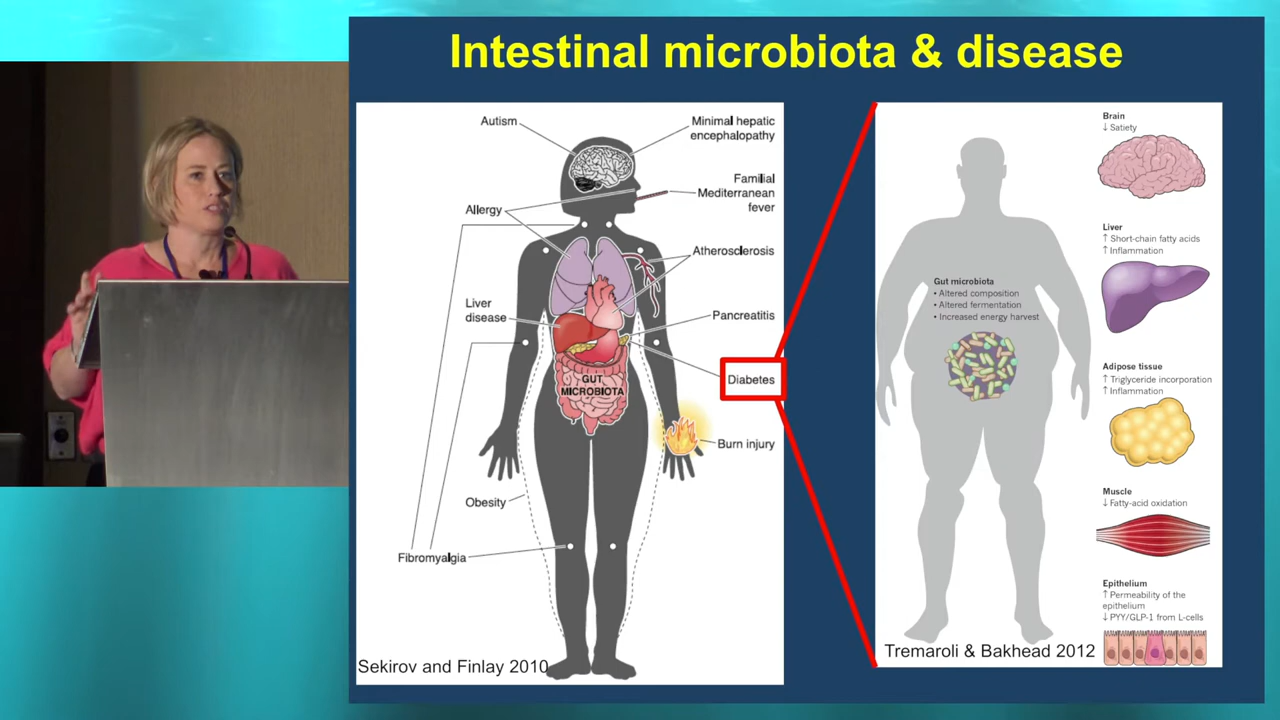 Intestinal microbiota & disease
Autism
Minimal hepatic
encephalopathy
Familial
Mediterranean
fever
Allergy
Atherosclerosis
Liver
disease
Pancreatitis
GUT
MICROBIOTA
Diabetes
Burn injury
Obesity
Fibromyalgia
Sekirov and Finlay 2010
Gut microbiota
• Altered composition
• Altered fermentation
• Increased energy harvest
Brain
↓ Satiety
Liver
↑ Short-chain fatty acids
↑ Inflammation
Adipose tissue
↑ Triglyceride incorporation
↑ Inflammation
Muscle
↓ Fatty-acid oxidation
Epithelium
↑ Permeability of the
epithelium
↓ PYY/GLP-1 from L-cells
Tremaroli & Bakhead 2012